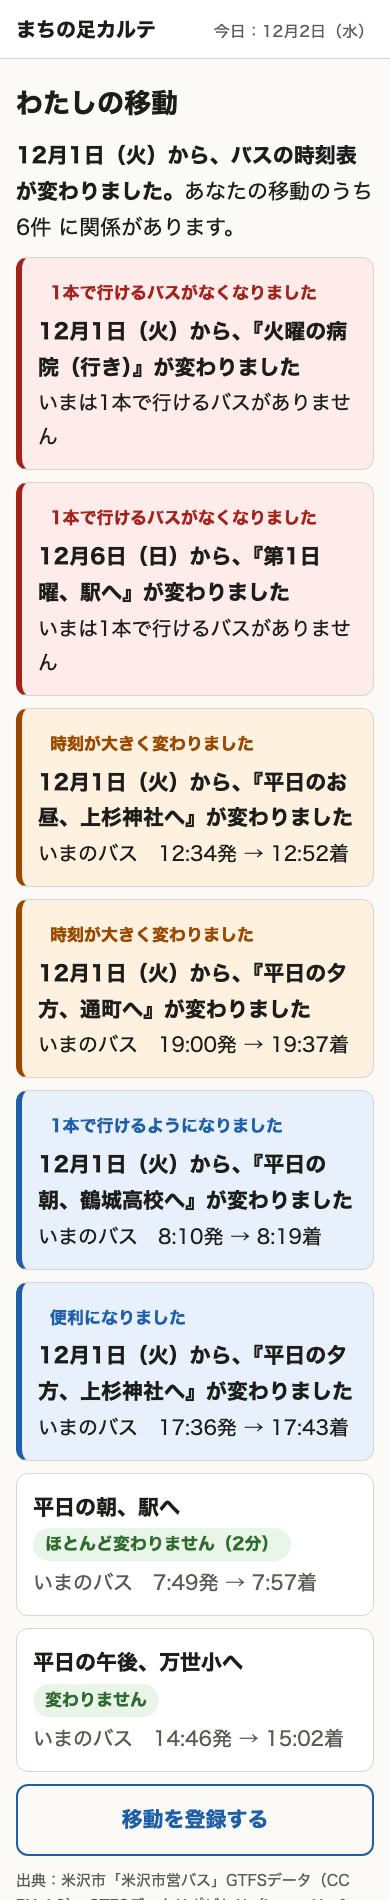 まちの足カルテ
今日：12月2日（水）
わたしの移動
12月1日（火）から、バスの時刻表
が変わりました。あなたの移動のうち
6件 に関係があります。
1本で行けるバスがなくなりました
12月1日（火）から、『火曜の病
院（行き）』が変わりました
いまは1本で行けるバスがありませ
ん
1本で行けるバスがなくなりました
12月6日（日）から、『第1日
曜、駅へ』が変わりました
いまは1本で行けるバスがありませ
ん
時刻が大きく変わりました
12月1日（火）から、『平日のお
昼、上杉神社へ』が変わりました
いまのバス　12:34発 → 12:52着
時刻が大きく変わりました
12月1日（火）から、『平日の夕
方、通町へ』が変わりました
いまのバス　19:00発 → 19:37着
1本で行けるようになりました
12月1日（火）から、『平日の
朝、鶴城高校へ』が変わりました
いまのバス　8:10発 → 8:19着
便利になりました
12月1日（火）から、『平日の夕
方、上杉神社へ』が変わりました
いまのバス　17:36発 → 17:43着
平日の朝、駅へ
ほとんど変わりません（2分）
いまのバス　7:49発 → 7:57着
平日の午後、万世小へ
変わりません
いまのバス　14:46発 → 15:02着
移動を登録する
出典：米沢市「米沢市営バス」GTFSデータ（CC